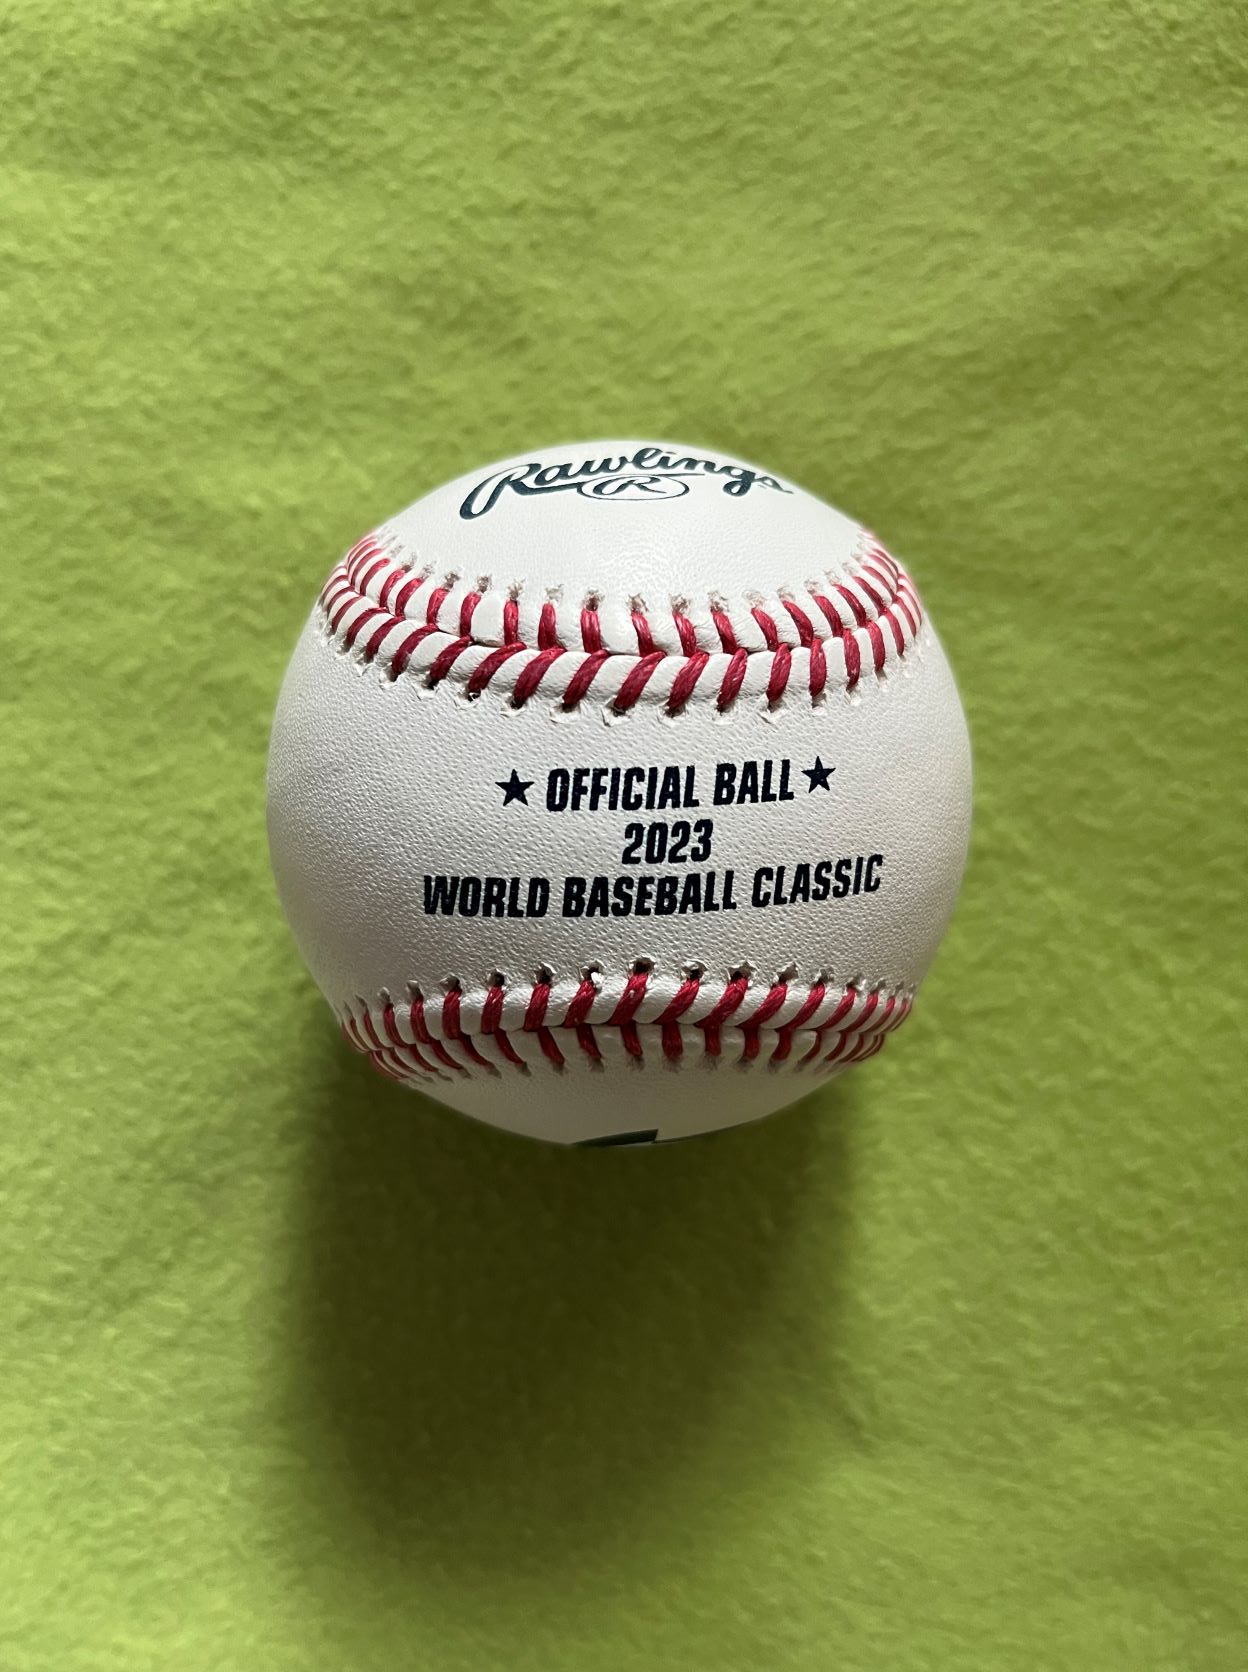 Rawlings
R
★ OFFICIAL BALL ★
2023
WORLD BASEBALL CLASSIC